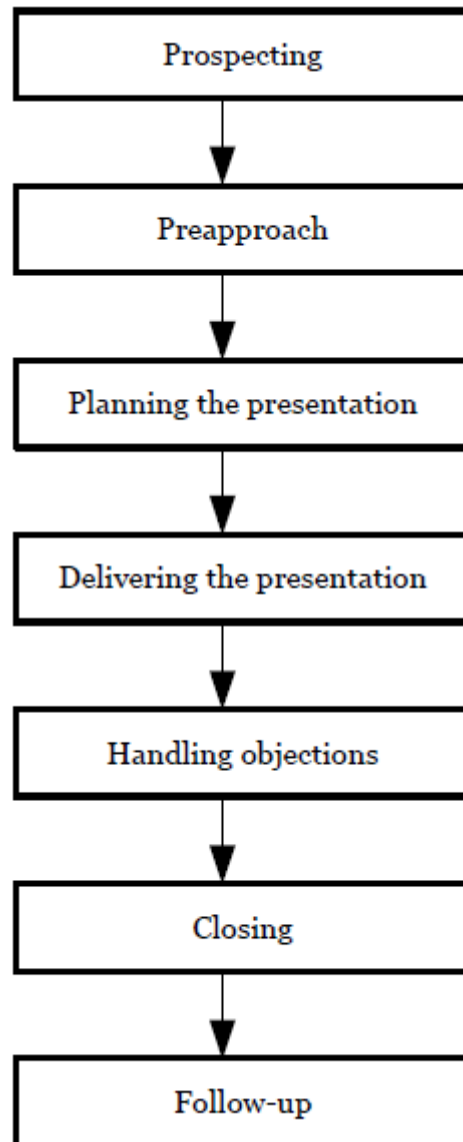 Prospecting
Preapproach
Planning the presentation
Delivering the presentation
Handling objections
Closing
Follow-up